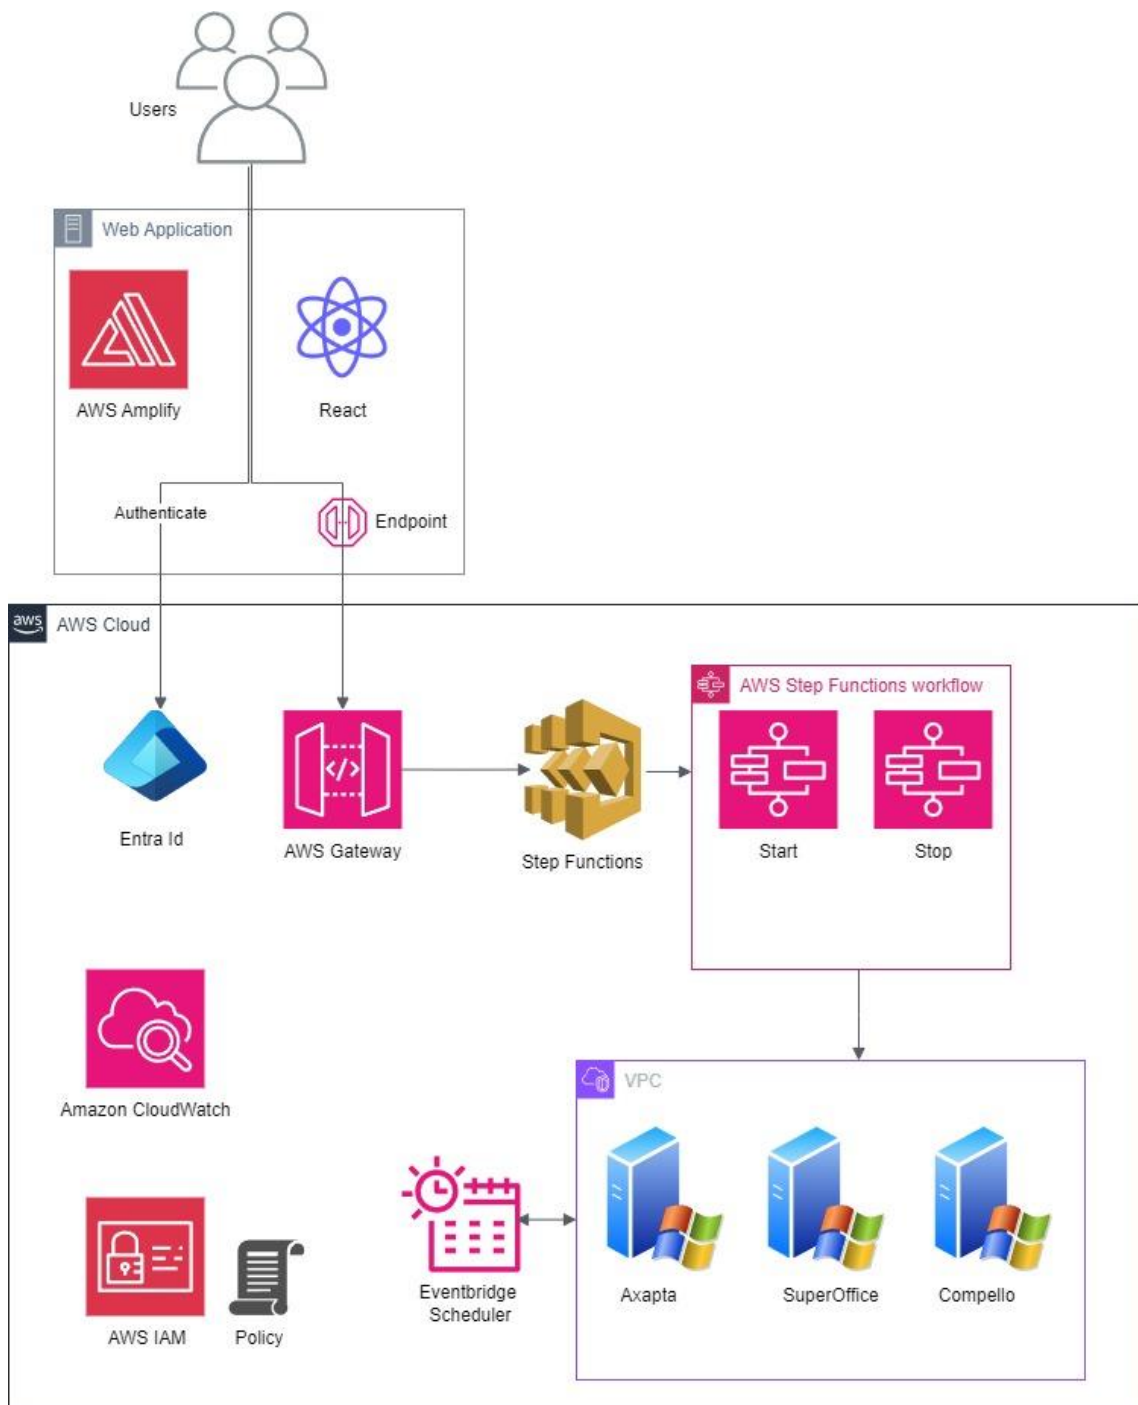 Users
Web Application
AWS Amplify
React
Authenticate
Endpoint
aws
AWS Cloud
AWS Step Functions workflow
Entra Id
AWS Gateway
Step Functions
Start
Stop
Amazon CloudWatch
VPC
Eventbridge
Scheduler
Axapta
SuperOffice
Compello
AWS IAM
Policy